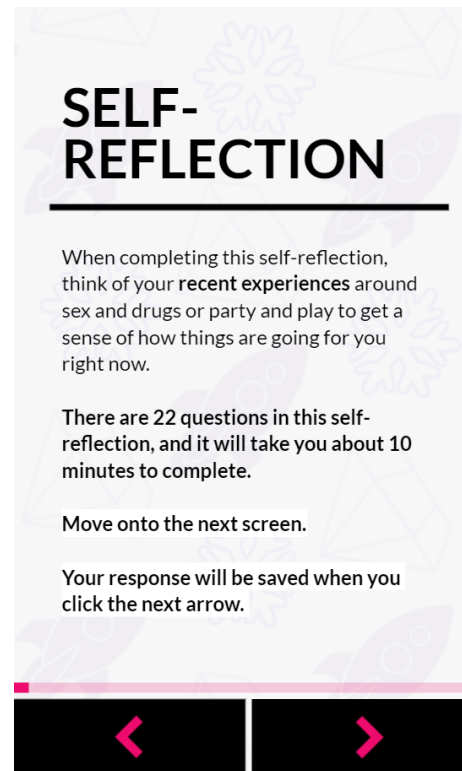 SELF-
REFLECTION
When completing this self-reflection,
think of your recent experiences around
sex and drugs or party and play to get a
sense of how things are going for you
right now.
There are 22 questions in this self-
reflection, and it will take you about 10
minutes to complete.
Move onto the next screen.
Your response will be saved when you
click the next arrow.